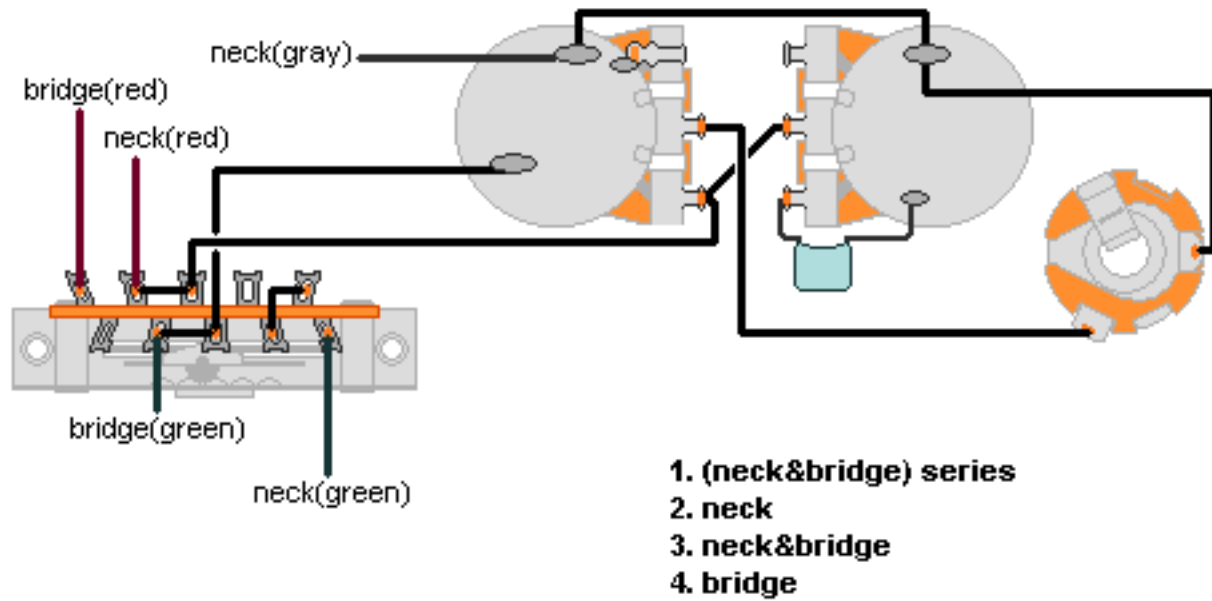 neck(gray)
bridge(red)
neck(red)
bridge(green)
neck(green)
1. (neck&bridge) series
2. neck
3. neck&bridge
4. bridge